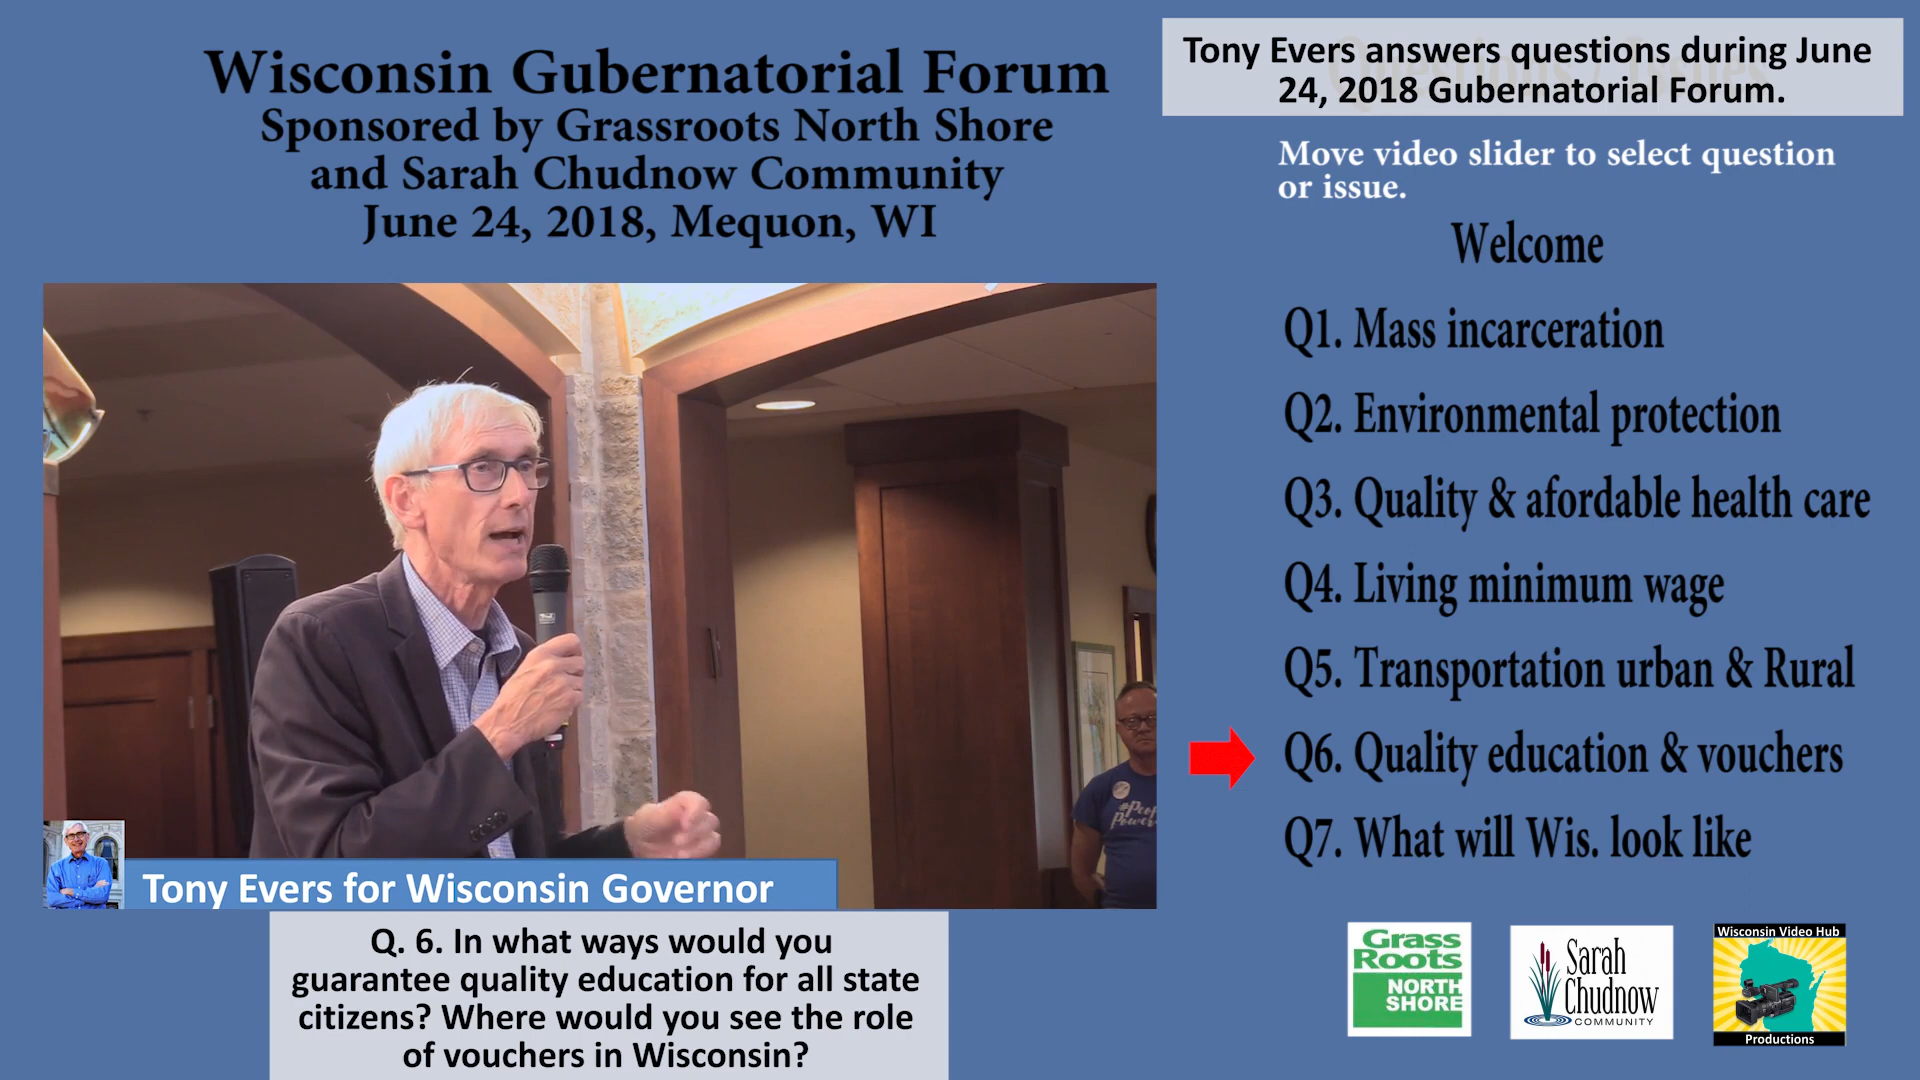 Wisconsin Gubernatorial Forum
Sponsored by Grassroots North Shore
and Sarah Chudnow Community
June 24, 2018, Mequon, WI
Tony Evers answers questions during June
24, 2018 Gubernatorial Forum.
Move video slider to select question
or issue.
Welcome
Q1. Mass incarceration
Q2. Environmental protection
Q3. Quality & afordable health care
Q4. Living minimum wage
Q5. Transportation urban & Rural
Q6. Quality education & vouchers
Q7. What will Wis. look like
Tony Evers for Wisconsin Governor
Q. 6. In what ways would you
guarantee quality education for all state
citizens? Where would you see the role
of vouchers in Wisconsin?
Grass
Roots
NORTH
SHORE
Sarah
Chudnow
COMMUNITY
Wisconsin Video Hub
Productions